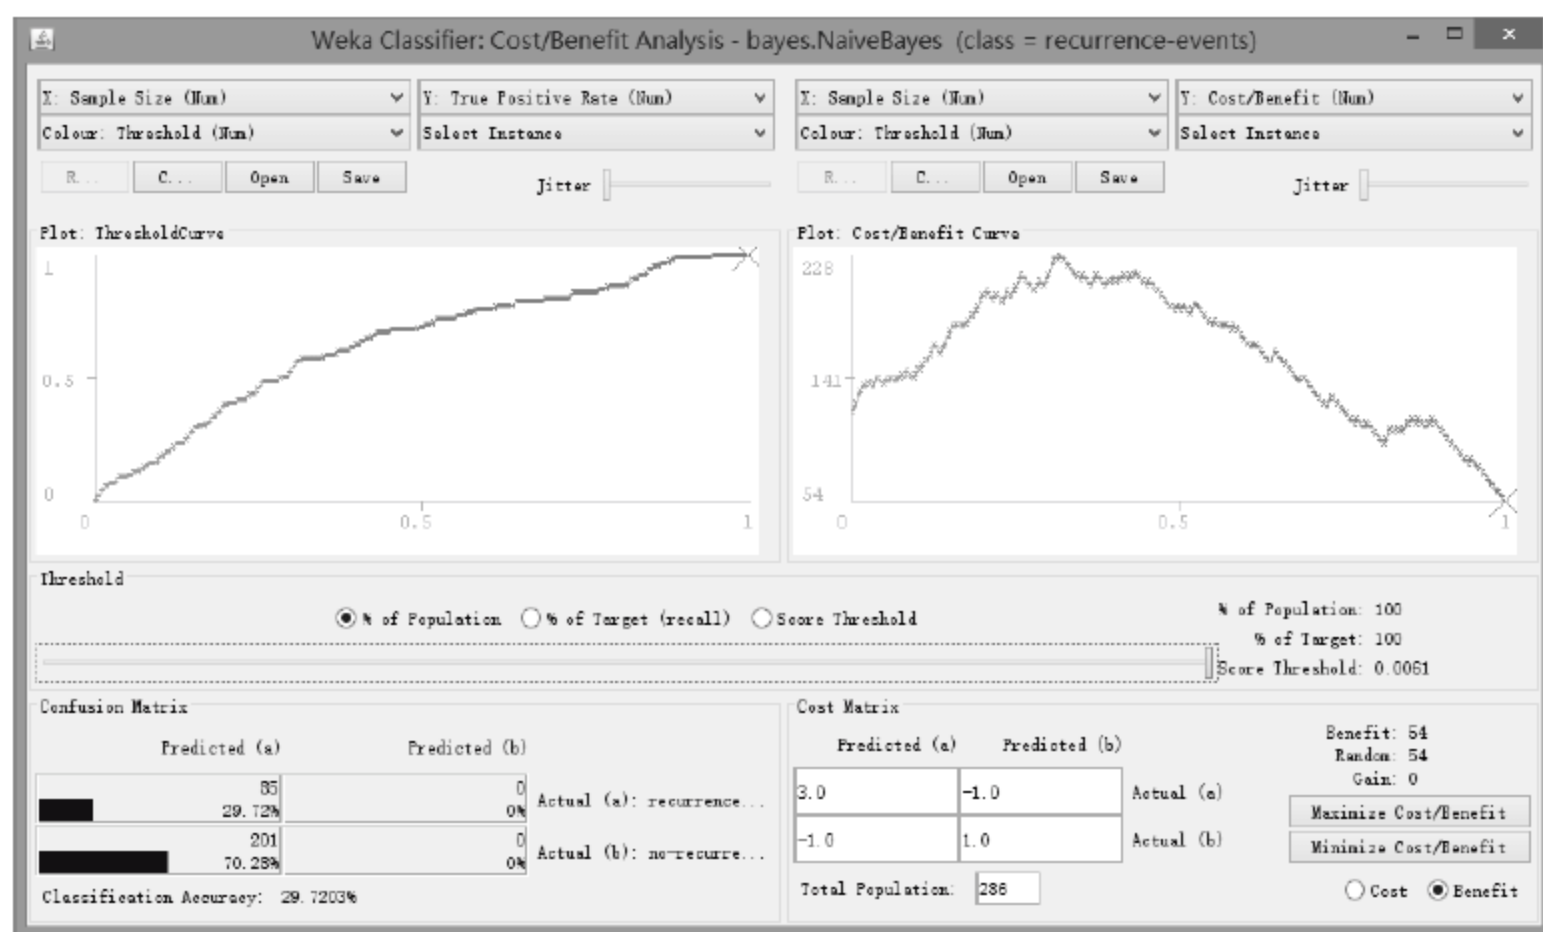 Weka Classifier: Cost/Benefit Analysis - bayes.NaiveBayes (class = recurrence-events)
X: Sample Size (Num) Y: True Positive Rate (Num) X: Sample Size (Num) Y: Cost/Benefit (Num)
Colour: Threshold (Num) Select Instance Colour: Threshold (Num) Select Instance
R... C... Open Save Jitter R... C... Open Save Jitter
Plot: ThresholdCurve Plot: Cost/Benefit Curve
1 228
0.5 141
0 54
0 0.5 1 0 0.5 1
Threshold
% of Population % of Target (recall) Score Threshold
% of Population: 100
% of Target: 100
Score Threshold: 0.0061
Confusion Matrix
Predicted (a) Predicted (b)
85 0
29.72% 0% Actual (a): recurrence...
201 0
70.28% 0% Actual (b): no-recurre...
Classification Accuracy: 29.7203%
Cost Matrix
Predicted (a) Predicted (b)
3.0 -1.0 Actual (a)
-1.0 1.0 Actual (b)
Total Population: 286
Benefit: 54
Random: 54
Gain: 0
Maximize Cost/Benefit
Minimize Cost/Benefit
Cost Benefit